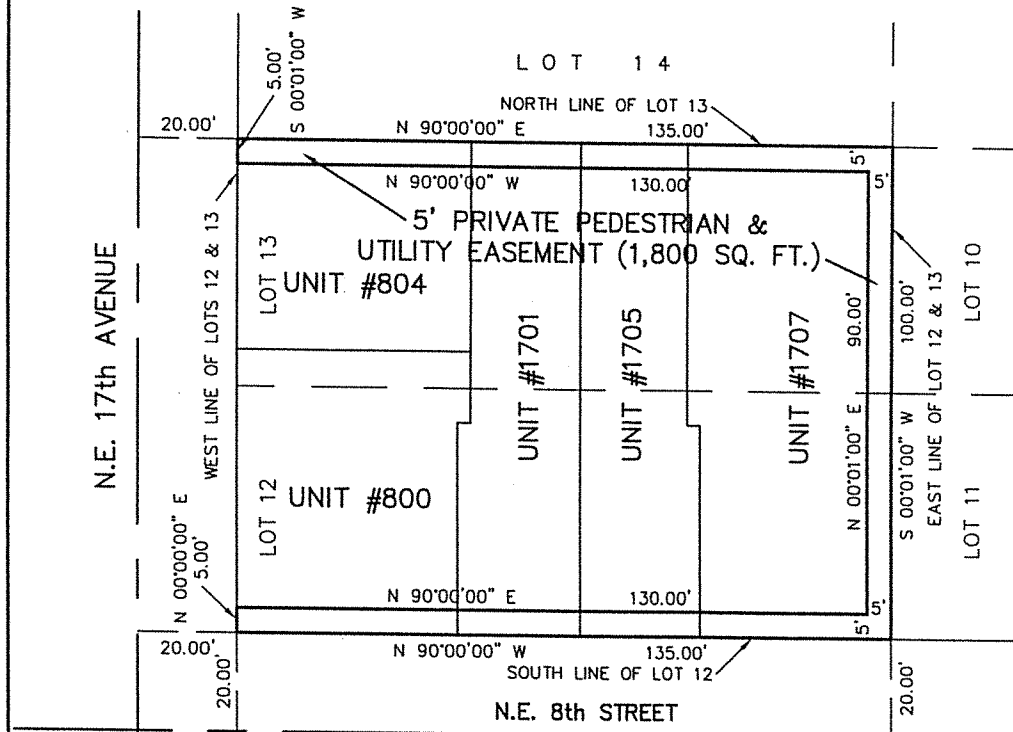 5.00'
S 00°01'00" W
LOT 14
NORTH LINE OF LOT 13
20.00'
N 90°00'00" E
135.00'
5'
N 90°00'00" W
130.00'
5'
5' PRIVATE PEDESTRIAN &
UTILITY EASEMENT (1,800 SQ. FT.)
N.E. 17th AVENUE
WEST LINE OF LOTS 12 & 13
LOT 13
UNIT #804
UNIT #1701
UNIT #1705
UNIT #1707
90.00'
N 00°01'00" E
100.00'
S 00°01'00" W
EAST LINE OF LOT 12 & 13
LOT 10
LOT 11
LOT 12
UNIT #800
N 00°00'00" E
5.00'
N 90°00'00" E
130.00'
5'
5'
20.00'
N 90°00'00" W
135.00'
SOUTH LINE OF LOT 12
20.00'
20.00'
N.E. 8th STREET